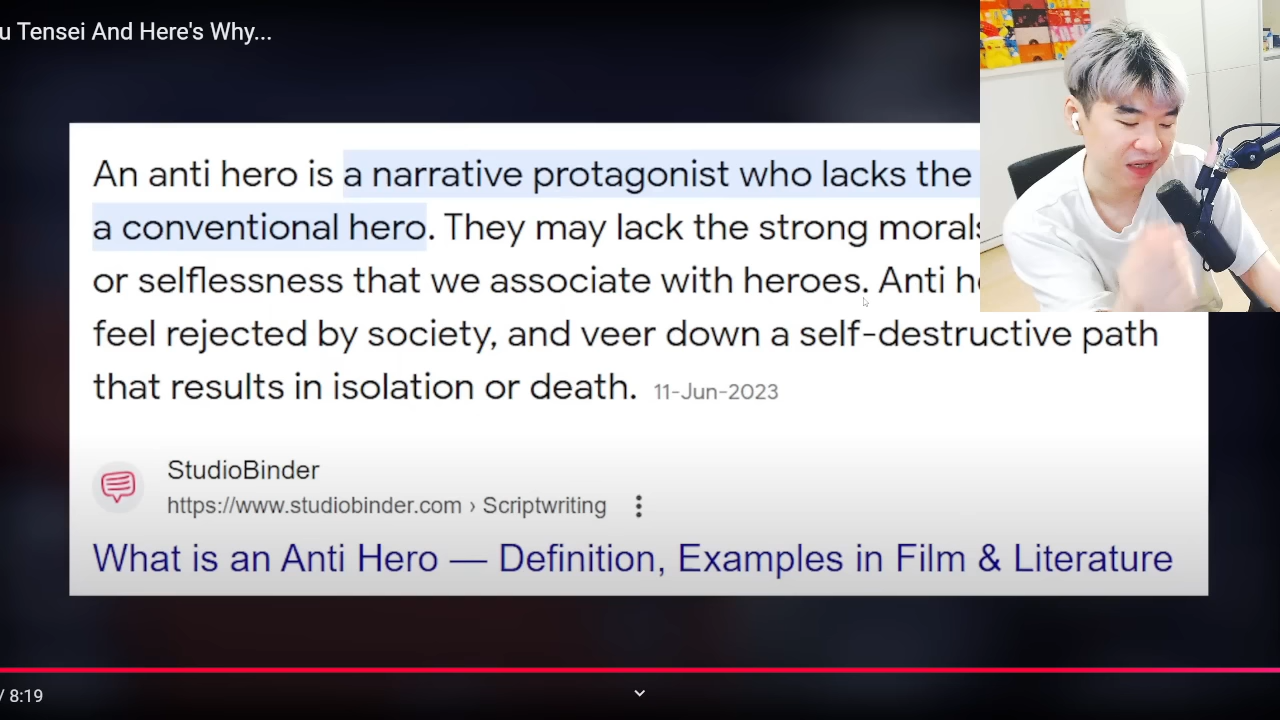 u Tensei And Here's Why...
An anti hero is a narrative protagonist who lacks the
a conventional hero. They may lack the strong morals
or selflessness that we associate with heroes. Anti he
feel rejected by society, and veer down a self-destructive path
that results in isolation or death. 11-Jun-2023
StudioBinder
https://www.studiobinder.com › Scriptwriting
What is an Anti Hero — Definition, Examples in Film & Literature
/ 8:19